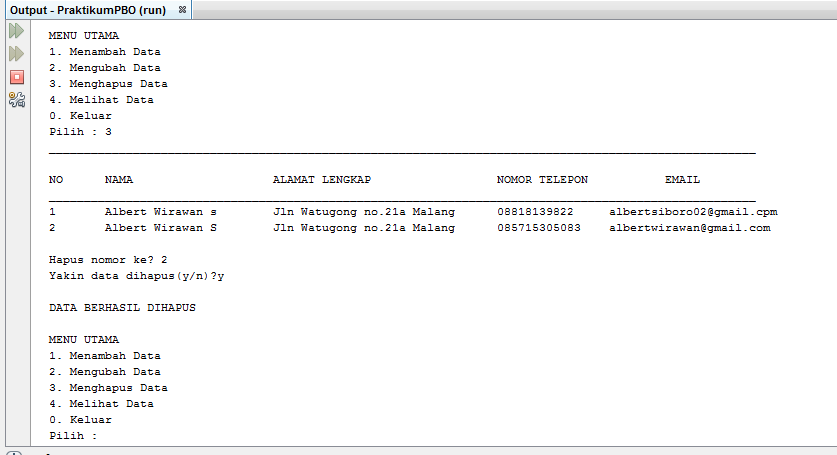 Output - PraktikumPBO (run)
MENU UTAMA
1. Menambah Data
2. Mengubah Data
3. Menghapus Data
4. Melihat Data
0. Keluar
Pilih : 3
NO NAMA ALAMAT LENGKAP NOMOR TELEPON EMAIL
1 Albert Wirawan s Jln Watugong no.21a Malang 08818139822 albertsiboro02@gmail.cpm
2 Albert Wirawan S Jln Watugong no.21a Malang 085715305083 albertwirawan@gmail.com
Hapus nomor ke? 2
Yakin data dihapus(y/n)?y
DATA BERHASIL DIHAPUS
MENU UTAMA
1. Menambah Data
2. Mengubah Data
3. Menghapus Data
4. Melihat Data
0. Keluar
Pilih :